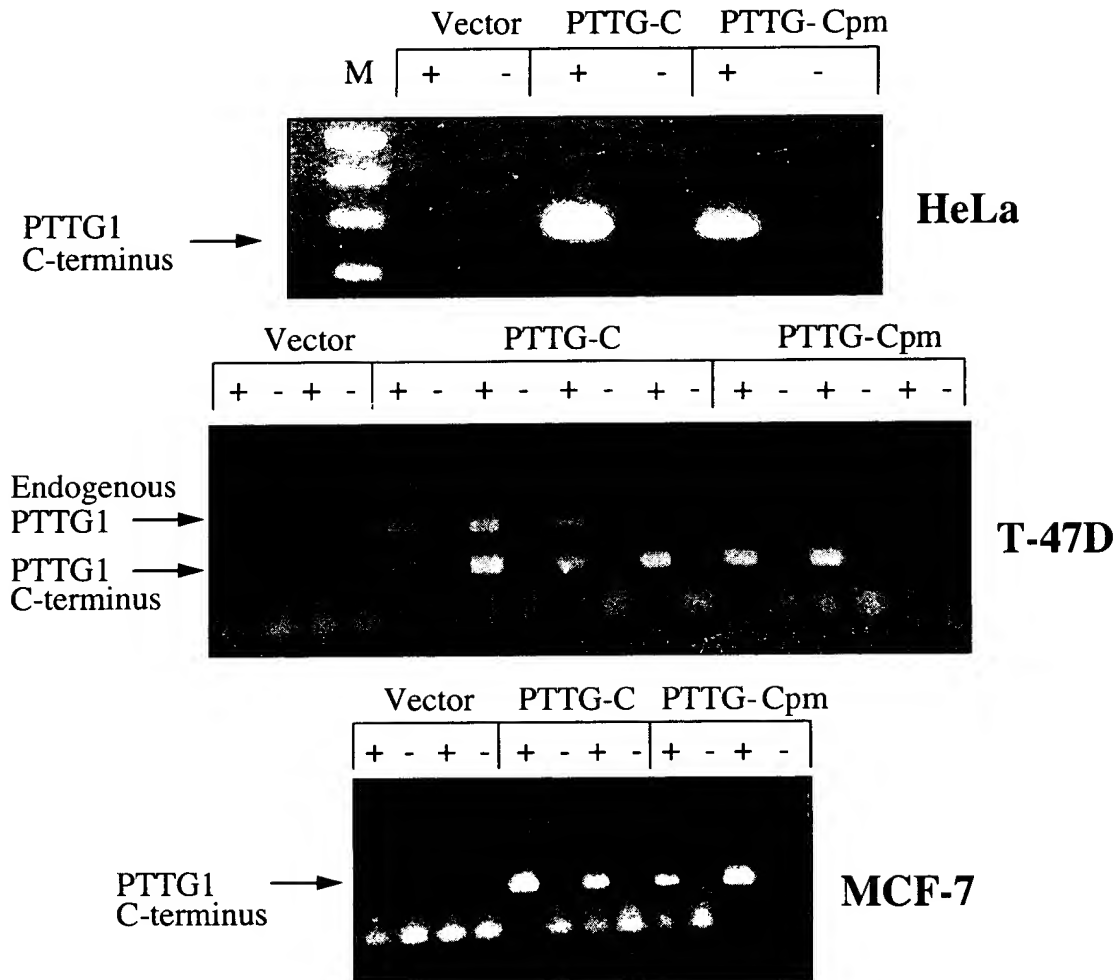 Vector PTTG-C PTTG-Cpm
M + - + - + -
PTTG1
C-terminus
HeLa
Vector PTTG-C PTTG-Cpm
+ - + - + - + - + - + - + - + - + -
Endogenous
PTTG1
PTTG1
C-terminus
T-47D
Vector PTTG-C PTTG-Cpm
+ - + - + - + - + - + -
PTTG1
C-terminus
MCF-7